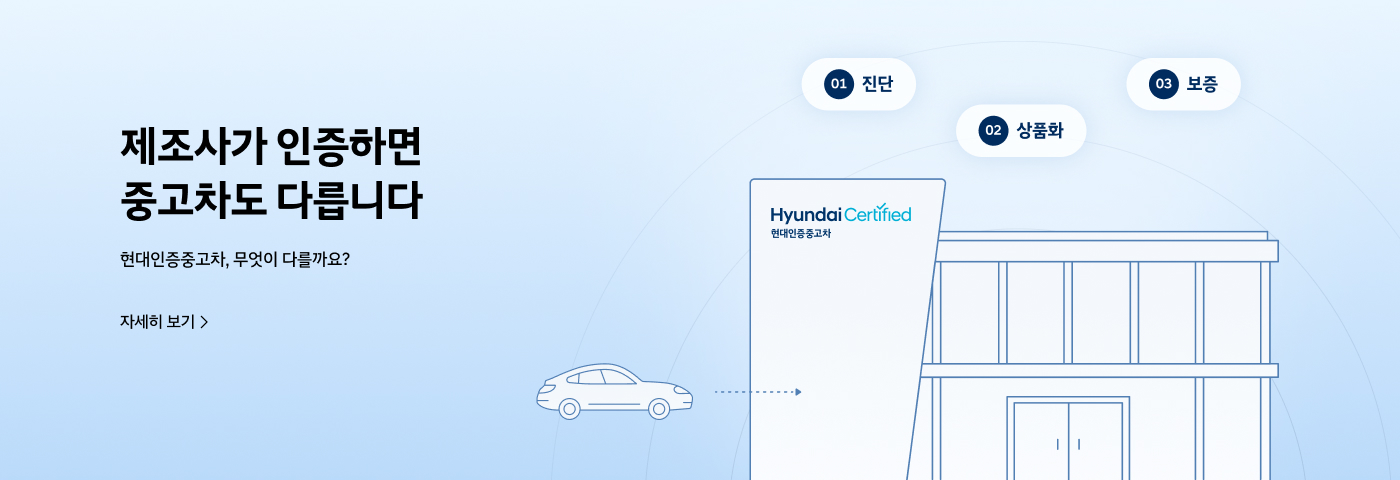 제조사가 인증하면
중고차도 다릅니다
현대인증중고차, 무엇이 다를까요?
자세히 보기
01 진단
02 상품화
03 보증
Hyundai Certified
현대인증중고차